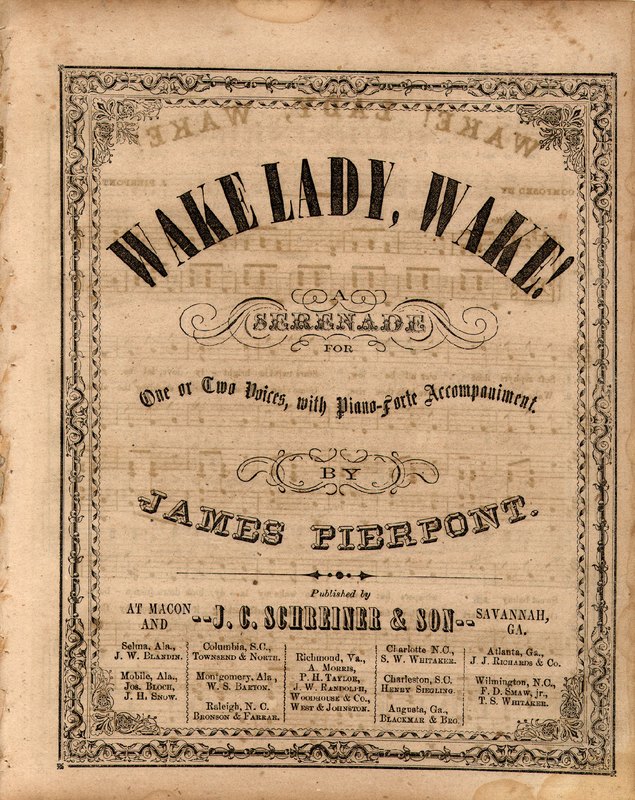 WAKE LADY, WAKE!
A
SERENADE
FOR
One or Two Voices, with Piano-Forte Accompaniment.
BY
JAMES PIERPONT.
Published by
AT MACON
AND
J. C. SCHREINER & SON
SAVANNAH,
GA.
Selma, Ala.,
J. W. BLANDIN.
Mobile, Ala.,
JOS. BLOCH,
J. H. SNOW.
Columbia, S.C.,
TOWNSEND & NORTH.
Montgomery, Ala,
W. S. BARTON.
Raleigh, N. C.
BRONSON & FARRAR.
Richmond, Va.,
A. MORRIS,
P. H. TAYLOR,
J. W. RANDOLPH,
WOODHOUSE & CO.,
WEST & JOHNSTON.
Charlotte N.C.,
S. W. WHITAKER.
Charleston, S.C.
HENRY SIEGLING.
Augusta, Ga.,
BLACKMAR & BRO.
Atlanta, Ga.,
J J. RICHARDS & CO.
Wilmington, N.C.,
F. D. SMAW, jr.,
T. S. WHITAKER.